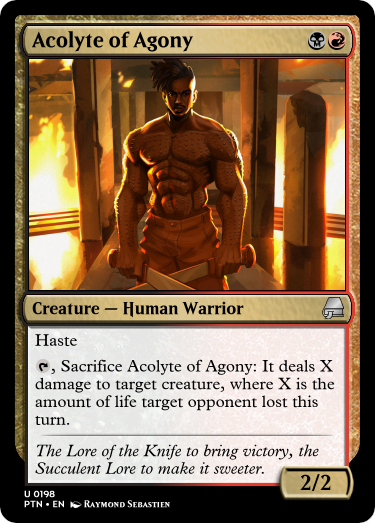 Acolyte of Agony
Creature — Human Warrior
Haste
, Sacrifice Acolyte of Agony: It deals X
damage to target creature, where X is the
amount of life target opponent lost this
turn.
The Lore of the Knife to bring victory, the
Succulent Lore to make it sweeter.
2/2
U 0198
PTN • EN Raymond Sebastien